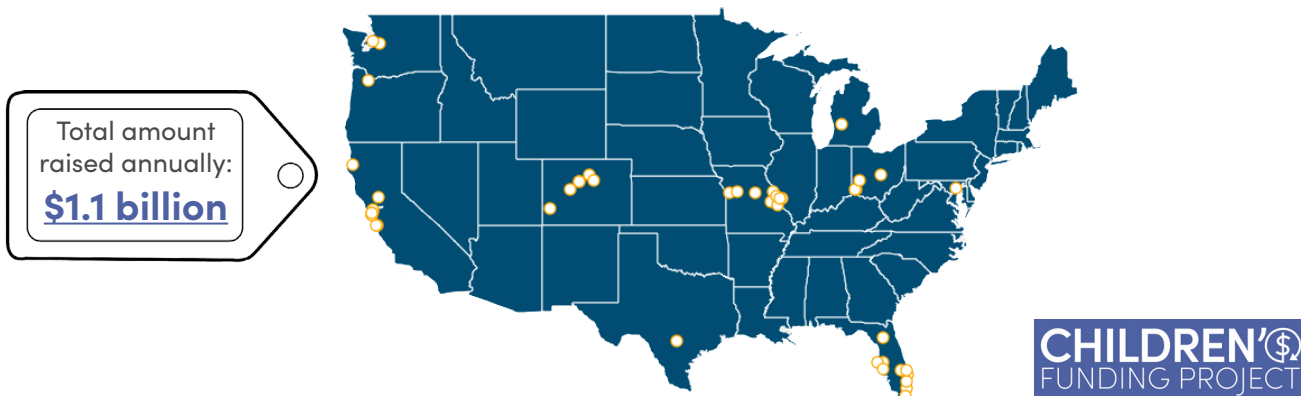 Total amount
raised annually:
$1.1 billion
CHILDREN'$
FUNDING PROJECT